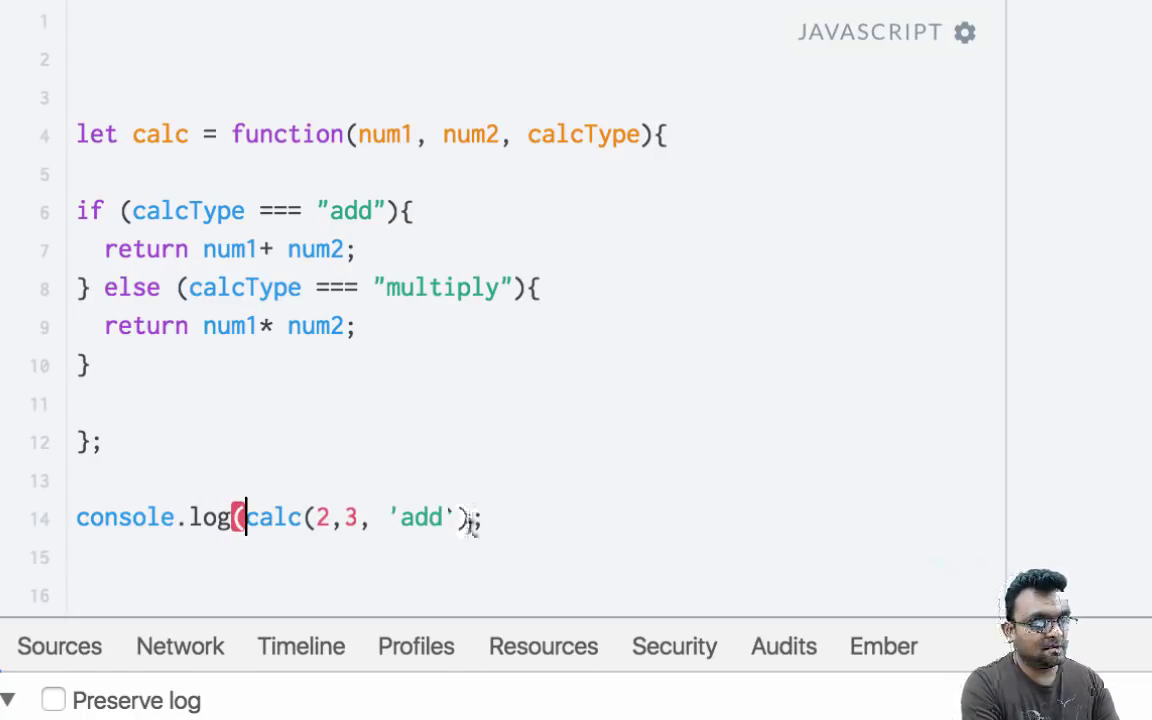 1
JAVASCRIPT
2
3
4 let calc = function(num1, num2, calcType){
5
6 if (calcType === "add"){
7 return num1+ num2;
8 } else (calcType === "multiply"){
9 return num1* num2;
10 }
11
12 };
13
14 console.log(calc(2,3, 'add');
15
16
Sources Network Timeline Profiles Resources Security Audits Ember
Preserve log